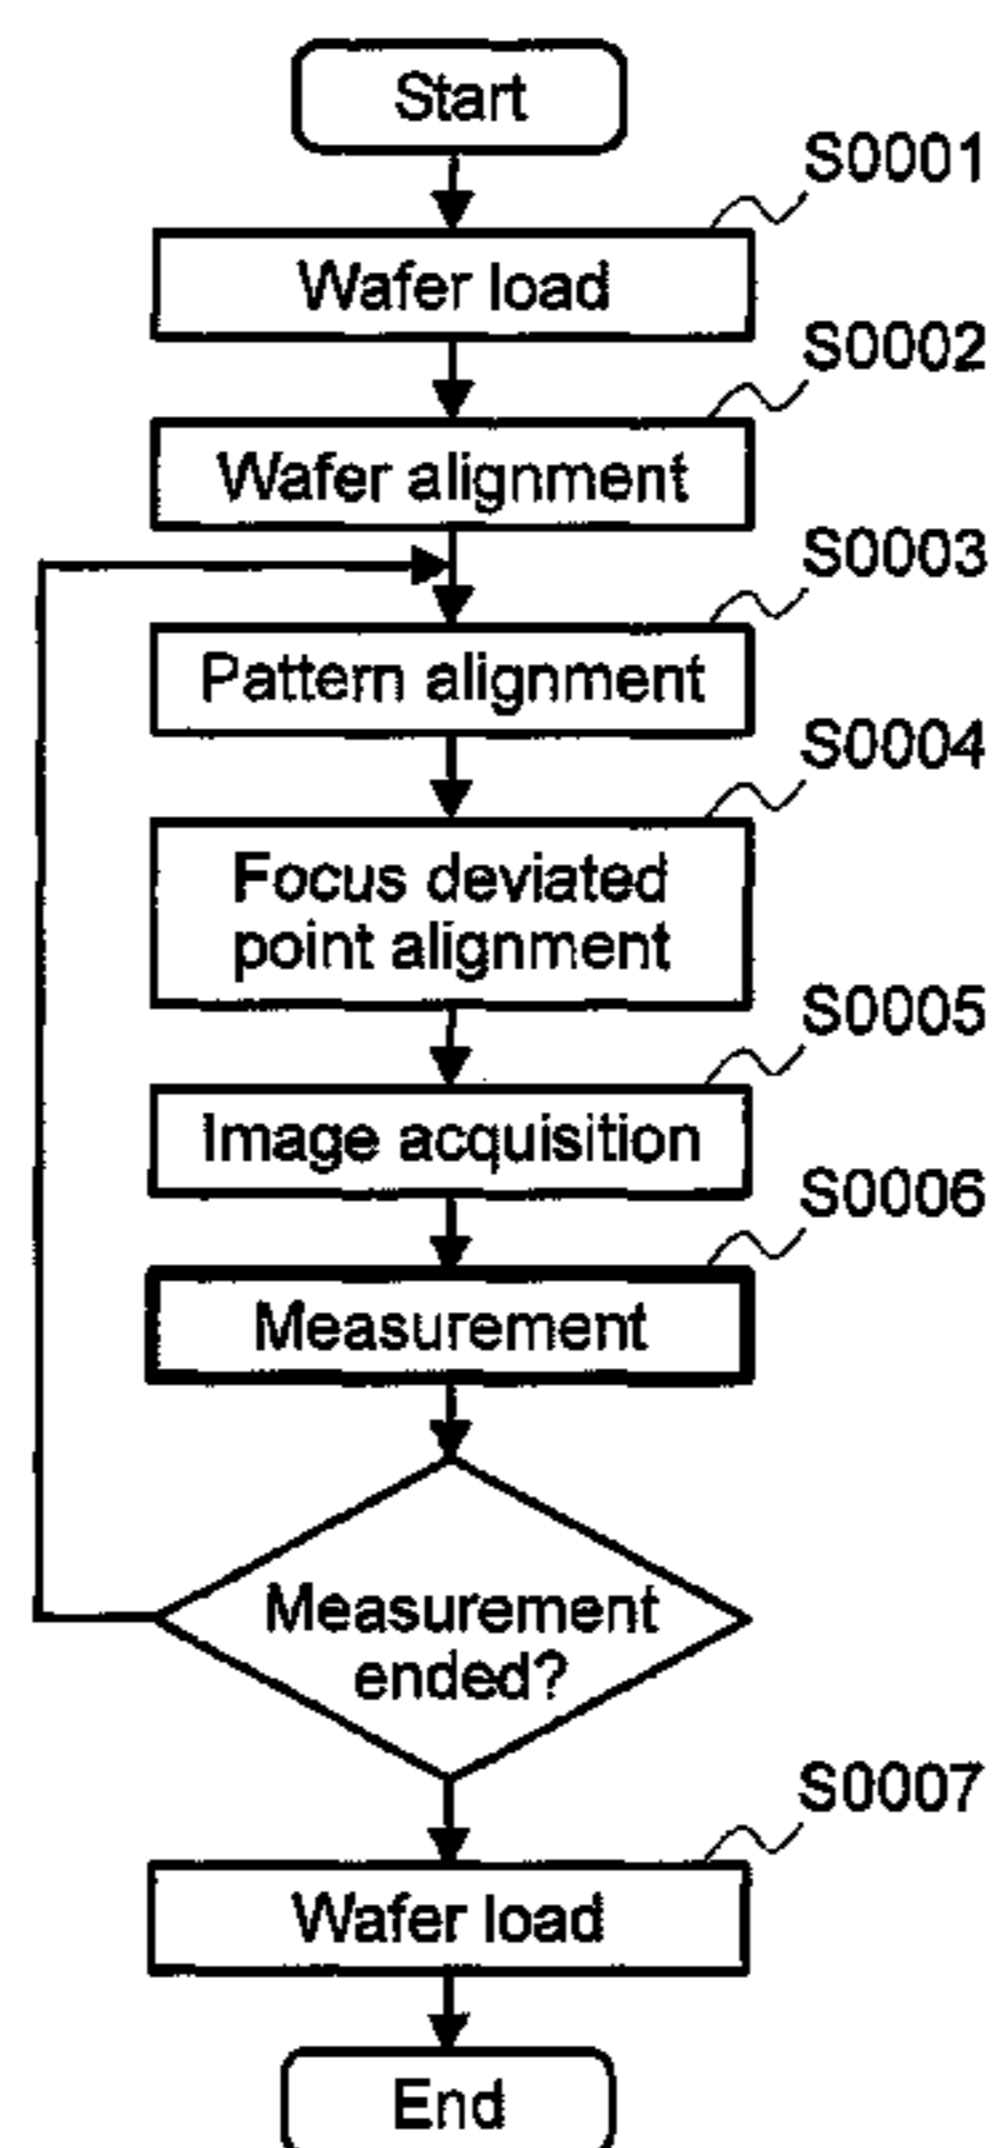 Start
S0001
Wafer load
S0002
Wafer alignment
S0003
Pattern alignment
S0004
Focus deviated
point alignment
S0005
Image acquisition
S0006
Measurement
Measurement
ended?
S0007
Wafer load
End